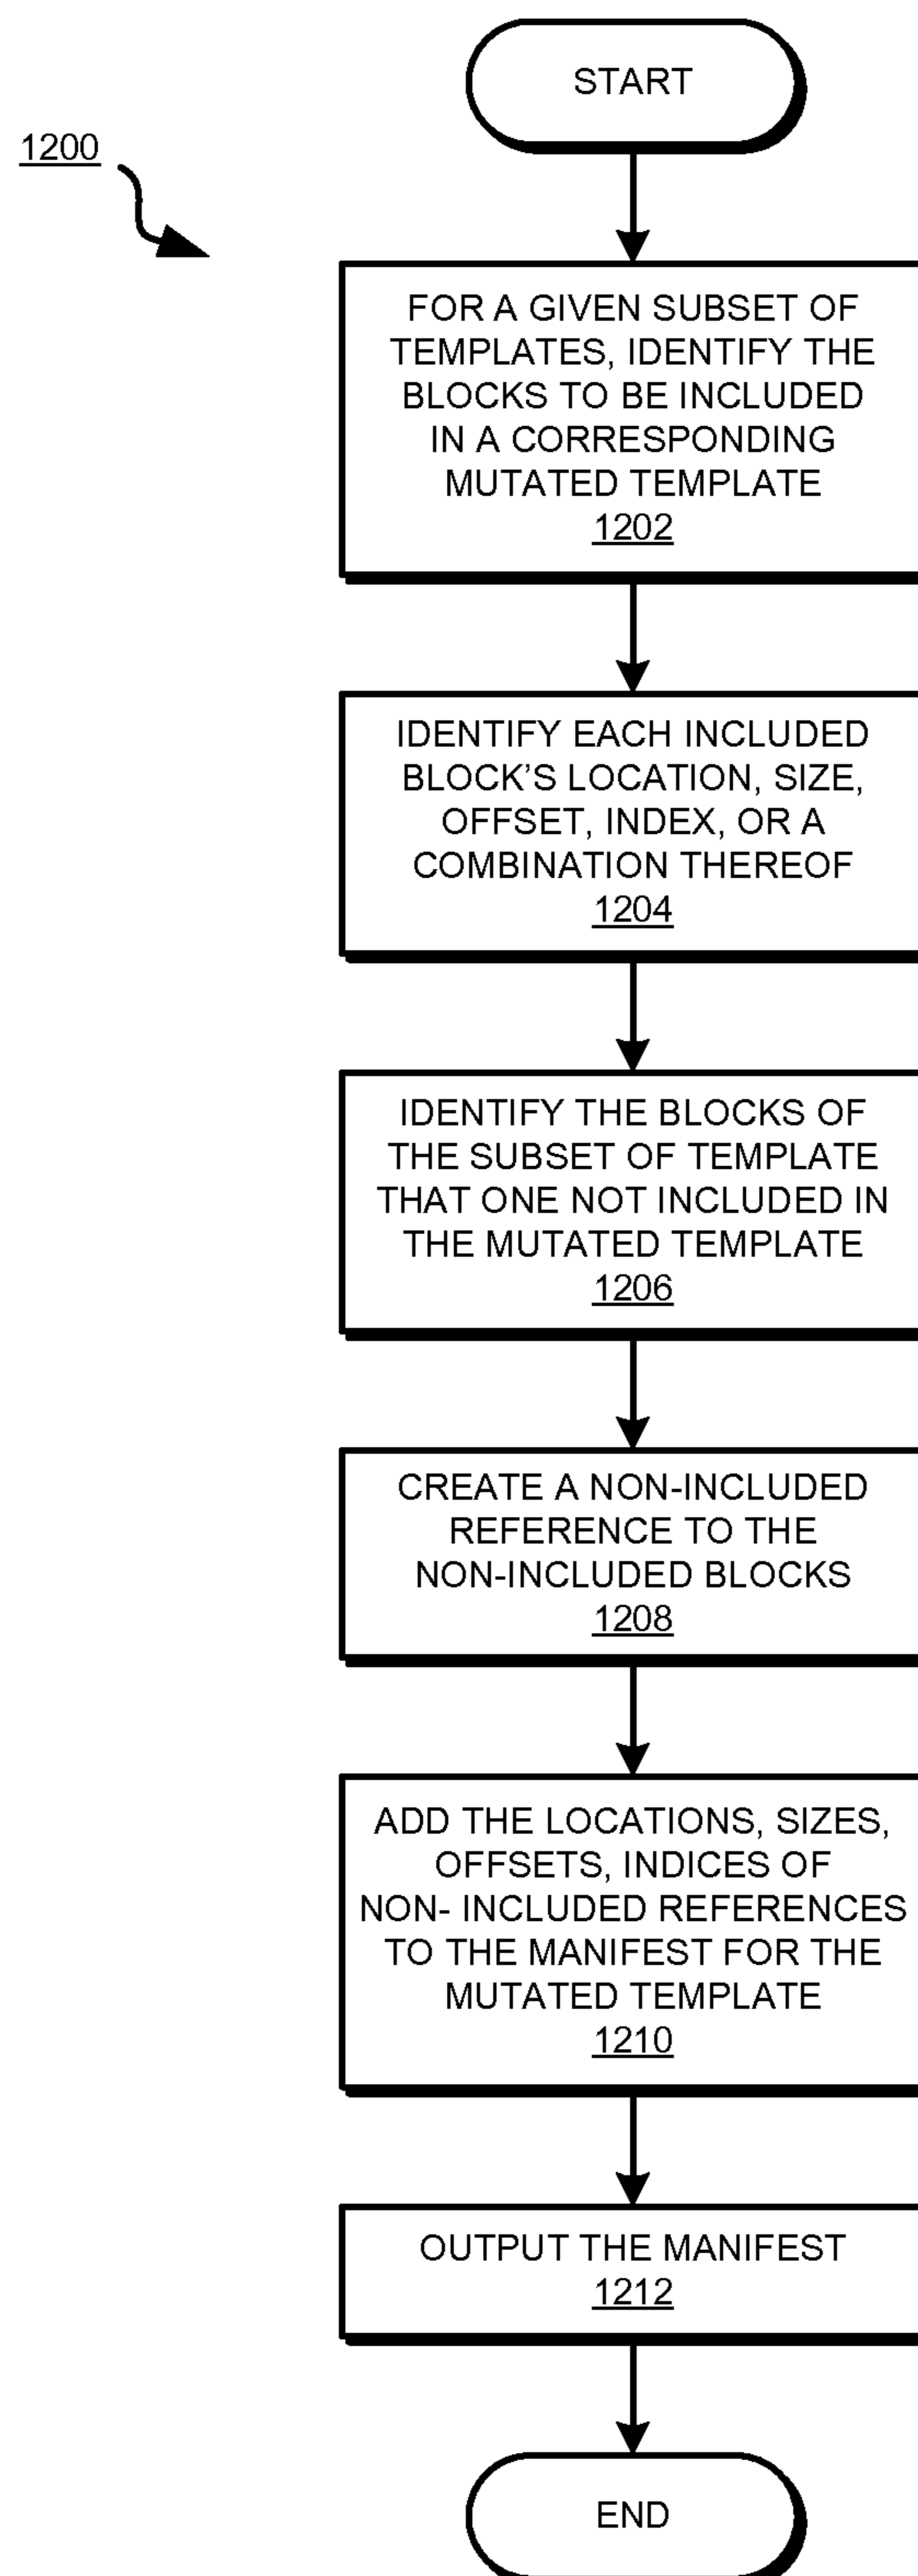 START
1200
FOR A GIVEN SUBSET OF
TEMPLATES, IDENTIFY THE
BLOCKS TO BE INCLUDED
IN A CORRESPONDING
MUTATED TEMPLATE
1202
IDENTIFY EACH INCLUDED
BLOCK'S LOCATION, SIZE,
OFFSET, INDEX, OR A
COMBINATION THEREOF
1204
IDENTIFY THE BLOCKS OF
THE SUBSET OF TEMPLATE
THAT ONE NOT INCLUDED IN
THE MUTATED TEMPLATE
1206
CREATE A NON-INCLUDED
REFERENCE TO THE
NON-INCLUDED BLOCKS
1208
ADD THE LOCATIONS, SIZES,
OFFSETS, INDICES OF
NON- INCLUDED REFERENCES
TO THE MANIFEST FOR THE
MUTATED TEMPLATE
1210
OUTPUT THE MANIFEST
1212
END